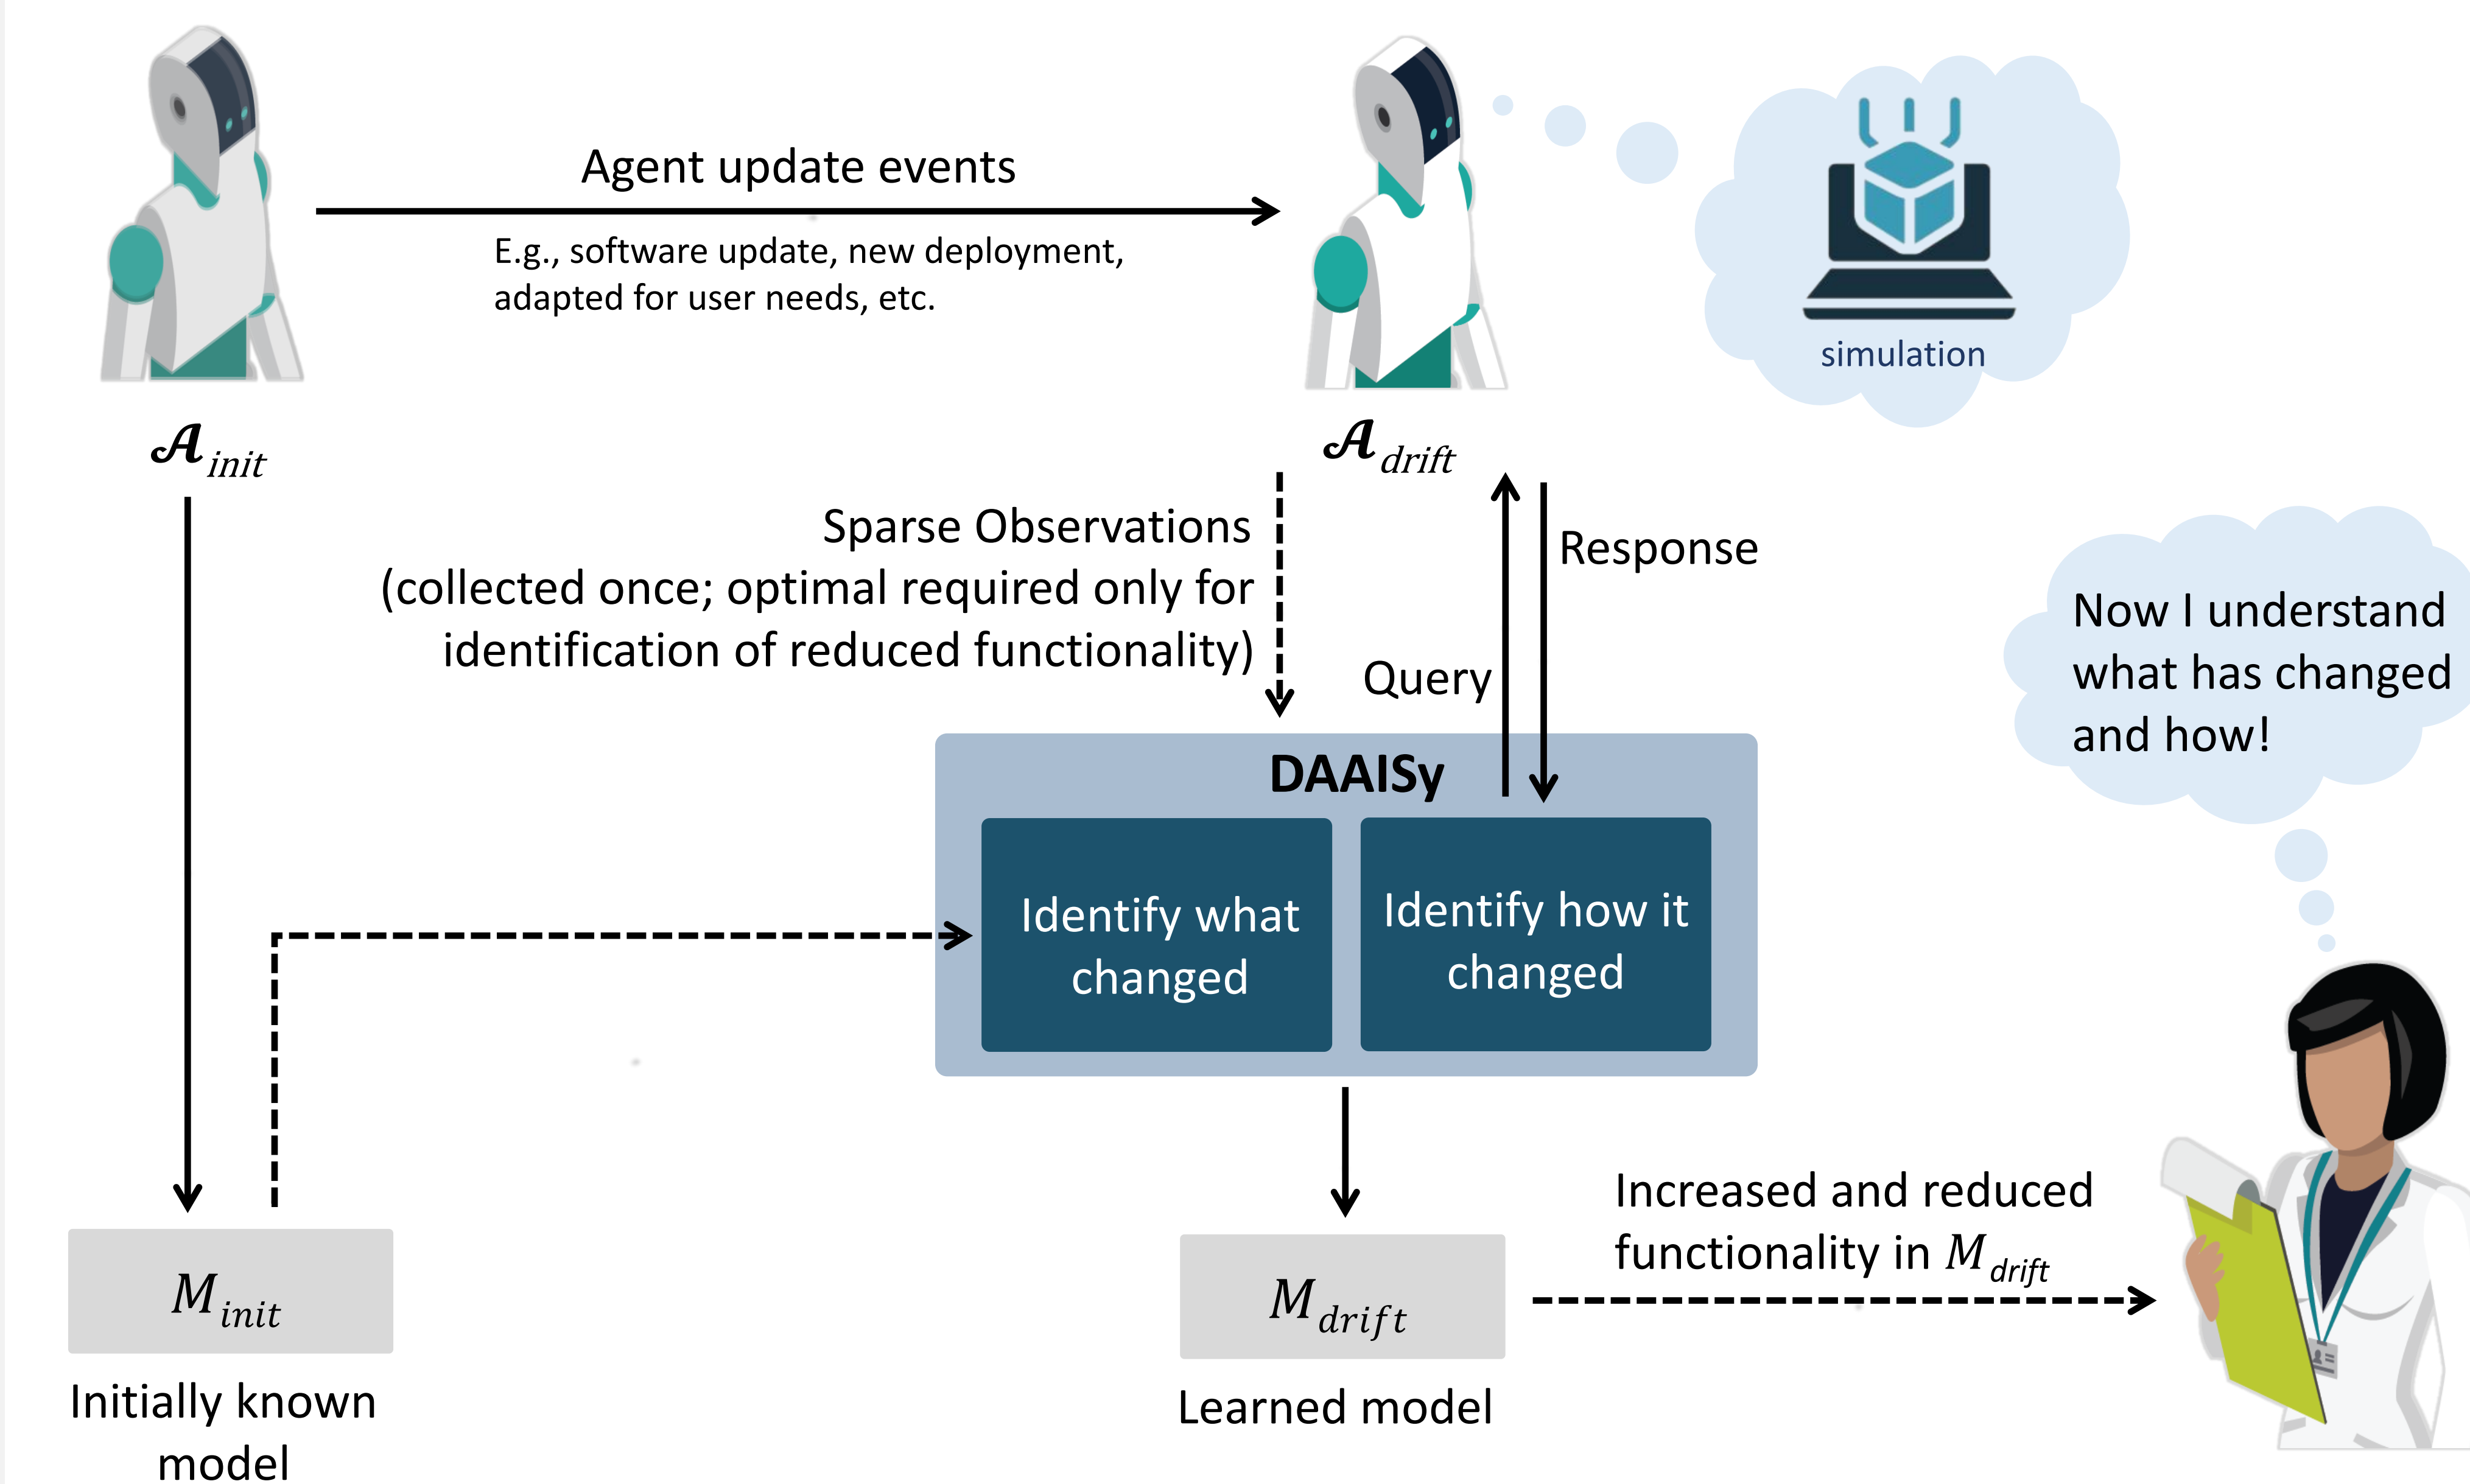 Agent update events
E.g., software update, new deployment,
adapted for user needs, etc.
simulation
𝓐init
𝓐drift
Sparse Observations
(collected once; optimal required only for
identification of reduced functionality)
Response
Query
Now I understand
what has changed
and how!
DAAISy
Identify what
changed
Identify how it
changed
Increased and reduced
functionality in Mdrift
Minit
Mdrift
Initially known
model
Learned model